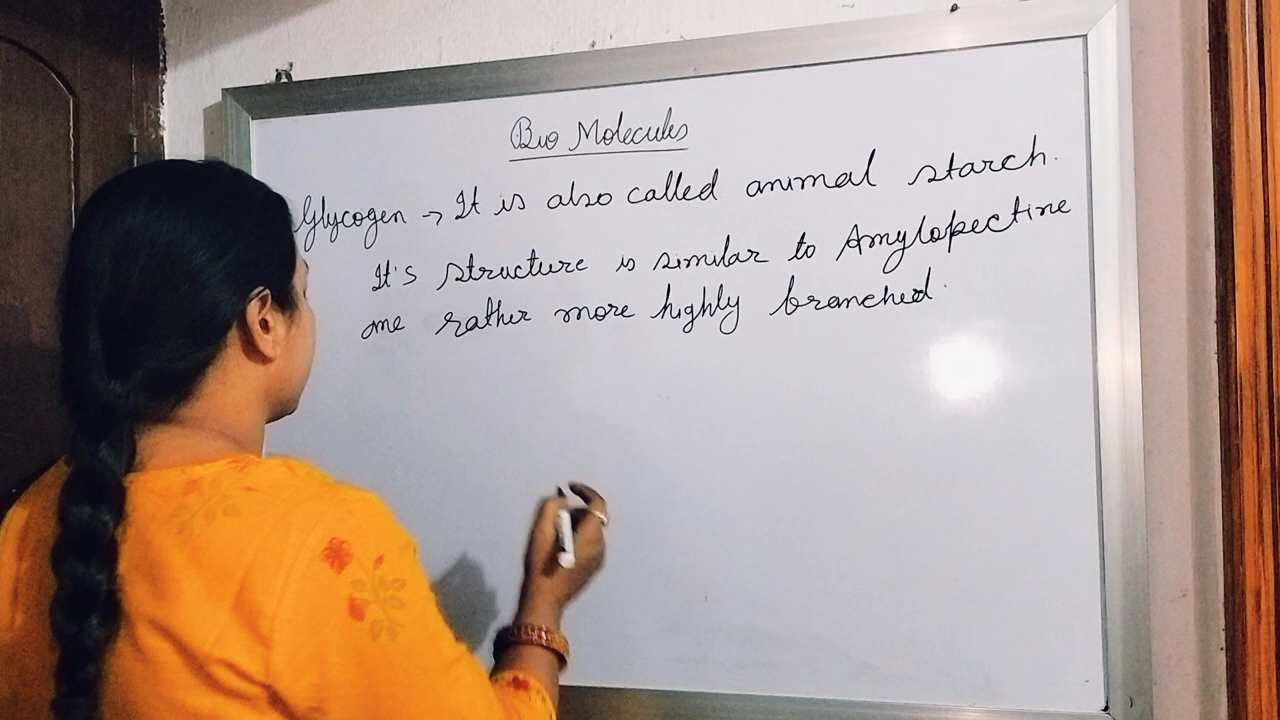 Bio Molecules
Glycogen → It is also called animal starch.
It's structure is similar to Amylopectine
one rather more highly branched.